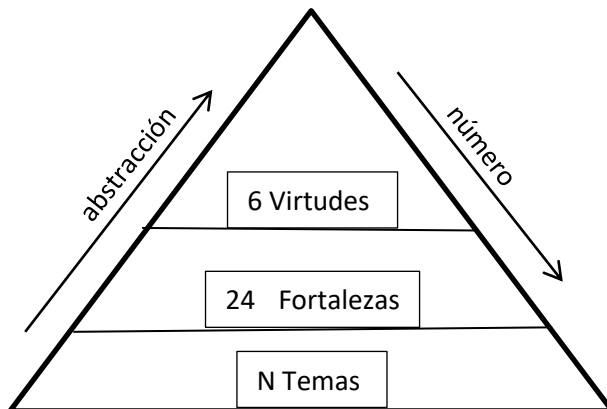 abstracción
número
6 Virtudes
24 Fortalezas
N Temas